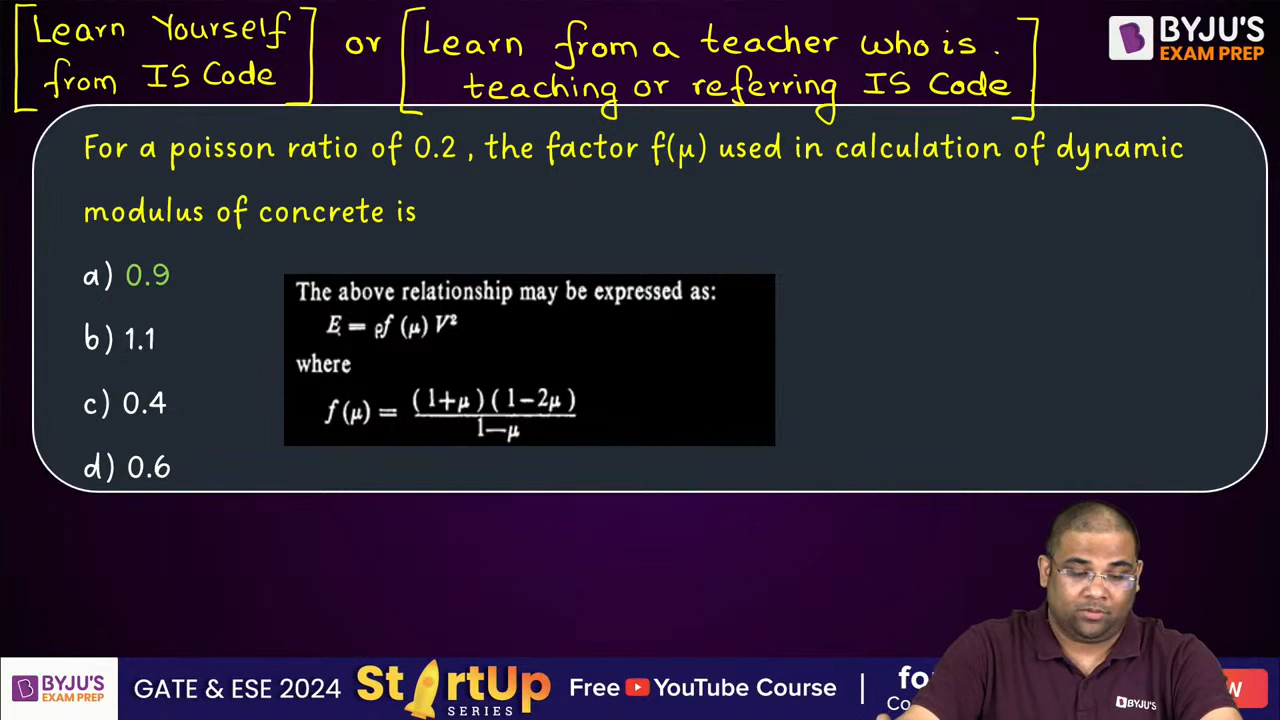 [Learn Yourself
from IS Code]
or
[Learn from a teacher who is .
teaching or referring IS Code]
BYJU'S
EXAM PREP
For a poisson ratio of 0.2 , the factor f(μ) used in calculation of dynamic
modulus of concrete is
a) 0.9
b) 1.1
c) 0.4
d) 0.6
The above relationship may be expressed as:
E = ρf (μ) V²
where
f (μ) = (1+μ) (1-2μ) / 1-μ
BYJU'S
EXAM PREP
GATE & ESE 2024
StartUp
SERIES
Free YouTube Course
BYJU'S